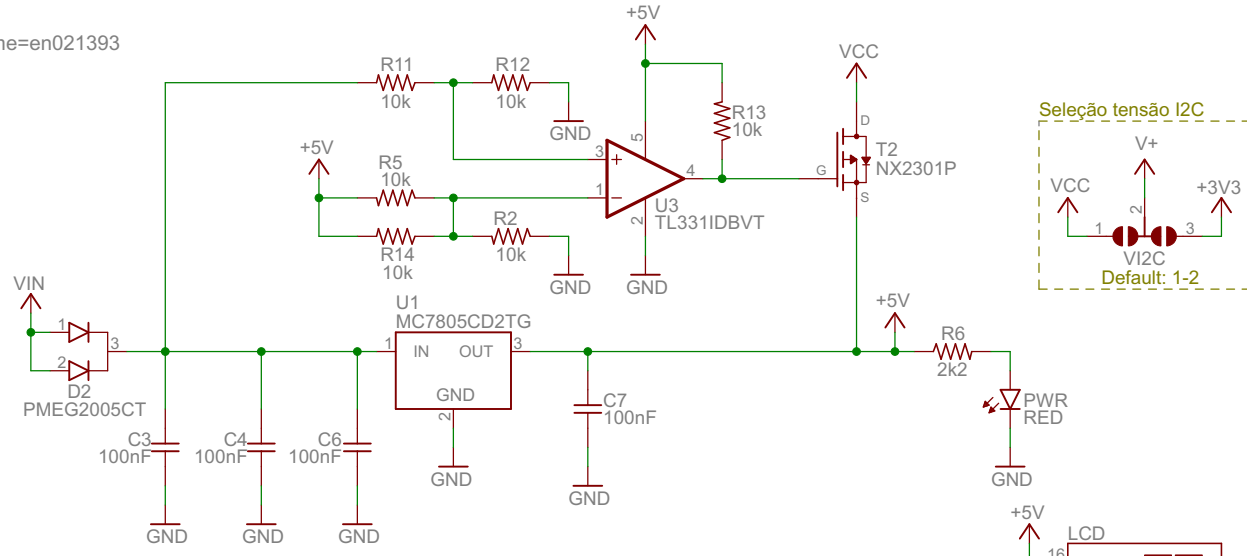 ne=en021393
+5V
VCC
R11
10k
R12
10k
GND
R13
10k
5
D
G
S
T2
NX2301P
+5V
R5
10k
3
+
1
−
4
2
U3
TL331IDBVT
R2
10k
R14
10k
GND
GND
Seleção tensão I2C
V+
VCC
+3V3
1
2
3
VI2C
Default: 1-2
VIN
1
2
3
D2
PMEG2005CT
U1
MC7805CD2TG
1
IN
OUT
3
GND
2
GND
+5V
R6
2k2
PWR
RED
GND
C3
100nF
C4
100nF
C6
100nF
C7
100nF
GND
GND
GND
GND
+5V
LCD
16